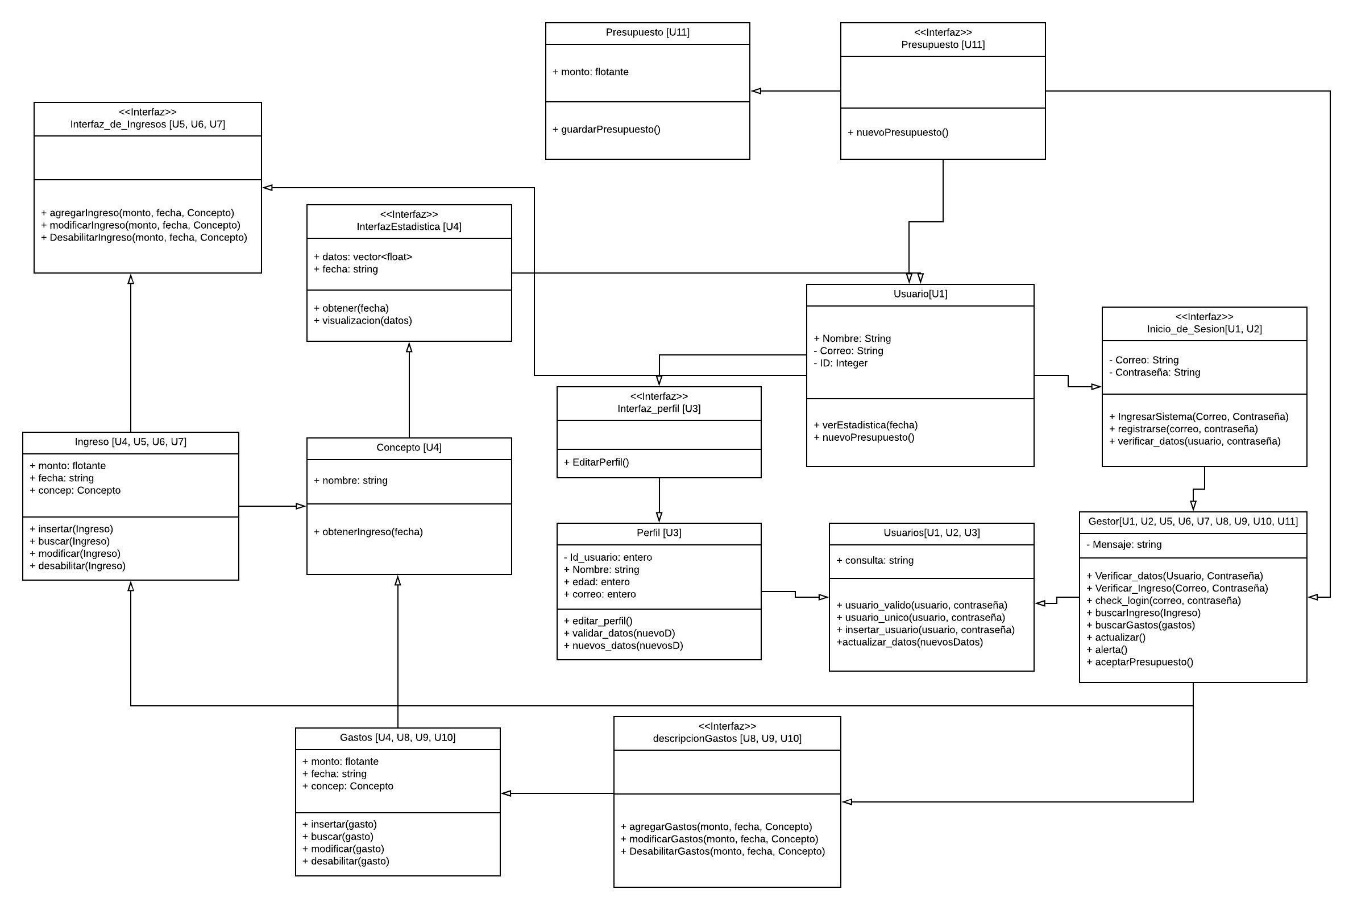 Presupuesto [U11]
+ monto: flotante
+ guardarPresupuesto()
<<Interfaz>>
Presupuesto [U11]
+ nuevoPresupuesto()
<<Interfaz>>
Interfaz_de_Ingresos [U5, U6, U7]
+ agregarIngreso(monto, fecha, Concepto)
+ modificarIngreso(monto, fecha, Concepto)
+ DesabilitarIngreso(monto, fecha, Concepto)
<<Interfaz>>
InterfazEstadistica [U4]
+ datos: vector<float>
+ fecha: string
+ obtener(fecha)
+ visualizacion(datos)
Usuario[U1]
+ Nombre: String
- Correo: String
- ID: Integer
+ verEstadistica(fecha)
+ nuevoPresupuesto()
<<Interfaz>>
Inicio_de_Sesion[U1, U2]
- Correo: String
- Contraseña: String
+ IngresarSistema(Correo, Contraseña)
+ registrarse(correo, contraseña)
+ verificar_datos(usuario, contraseña)
<<Interfaz>>
Interfaz_perfil [U3]
+ EditarPerfil()
Ingreso [U4, U5, U6, U7]
+ monto: flotante
+ fecha: string
+ concep: Concepto
+ insertar(Ingreso)
+ buscar(Ingreso)
+ modificar(Ingreso)
+ desabilitar(Ingreso)
Concepto [U4]
+ nombre: string
+ obtenerIngreso(fecha)
Perfil [U3]
- Id_usuario: entero
+ Nombre: string
+ edad: entero
+ correo: entero
+ editar_perfil()
+ validar_datos(nuevoD)
+ nuevos_datos(nuevosD)
Usuarios[U1, U2, U3]
+ consulta: string
+ usuario_valido(usuario, contraseña)
+ usuario_unico(usuario, contraseña)
+ insertar_usuario(usuario, contraseña)
+actualizar_datos(nuevosDatos)
Gestor[U1, U2, U5, U6, U7, U8, U9, U10, U11]
- Mensaje: string
+ Verificar_datos(Usuario, Contraseña)
+ Verificar_Ingreso(Correo, Contraseña)
+ check_login(correo, contraseña)
+ buscarIngreso(Ingreso)
+ buscarGastos(gastos)
+ actualizar()
+ alerta()
+ aceptarPresupuesto()
Gastos [U4, U8, U9, U10]
+ monto: flotante
+ fecha: string
+ concep: Concepto
+ insertar(gasto)
+ buscar(gasto)
+ modificar(gasto)
+ desabilitar(gasto)
<<Interfaz>>
descripcionGastos [U8, U9, U10]
+ agregarGastos(monto, fecha, Concepto)
+ modificarGastos(monto, fecha, Concepto)
+ DesabilitarGastos(monto, fecha, Concepto)